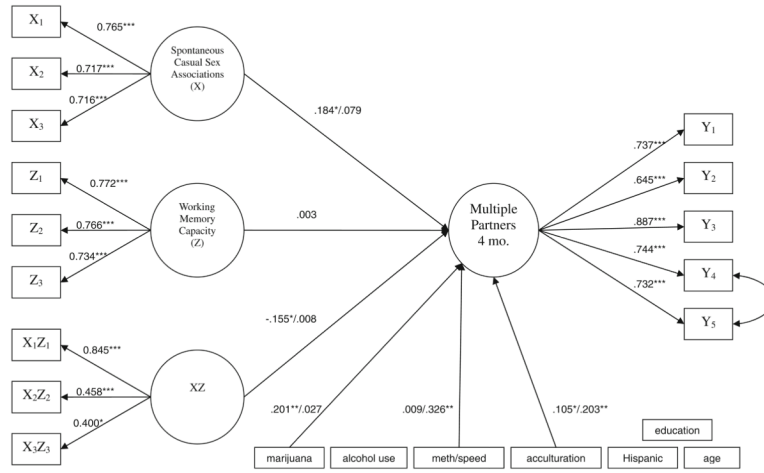 X₁
X₂
X₃
0.765***
0.717***
0.716***
Spontaneous
Casual Sex
Associations
(X)
.184*/.079
Z₁
Z₂
Z₃
0.772***
0.766***
0.734***
Working
Memory
Capacity
(Z)
.003
X₁Z₁
X₂Z₂
X₃Z₃
0.845***
0.458***
0.400*
XZ
-.155*/.008
Multiple
Partners
4 mo.
.737***
.645***
.887***
.744***
.732***
Y₁
Y₂
Y₃
Y₄
Y₅
.201**/.027
.009/.326**
.105*/.203**
education
marijuana
alcohol use
meth/speed
acculturation
Hispanic
age